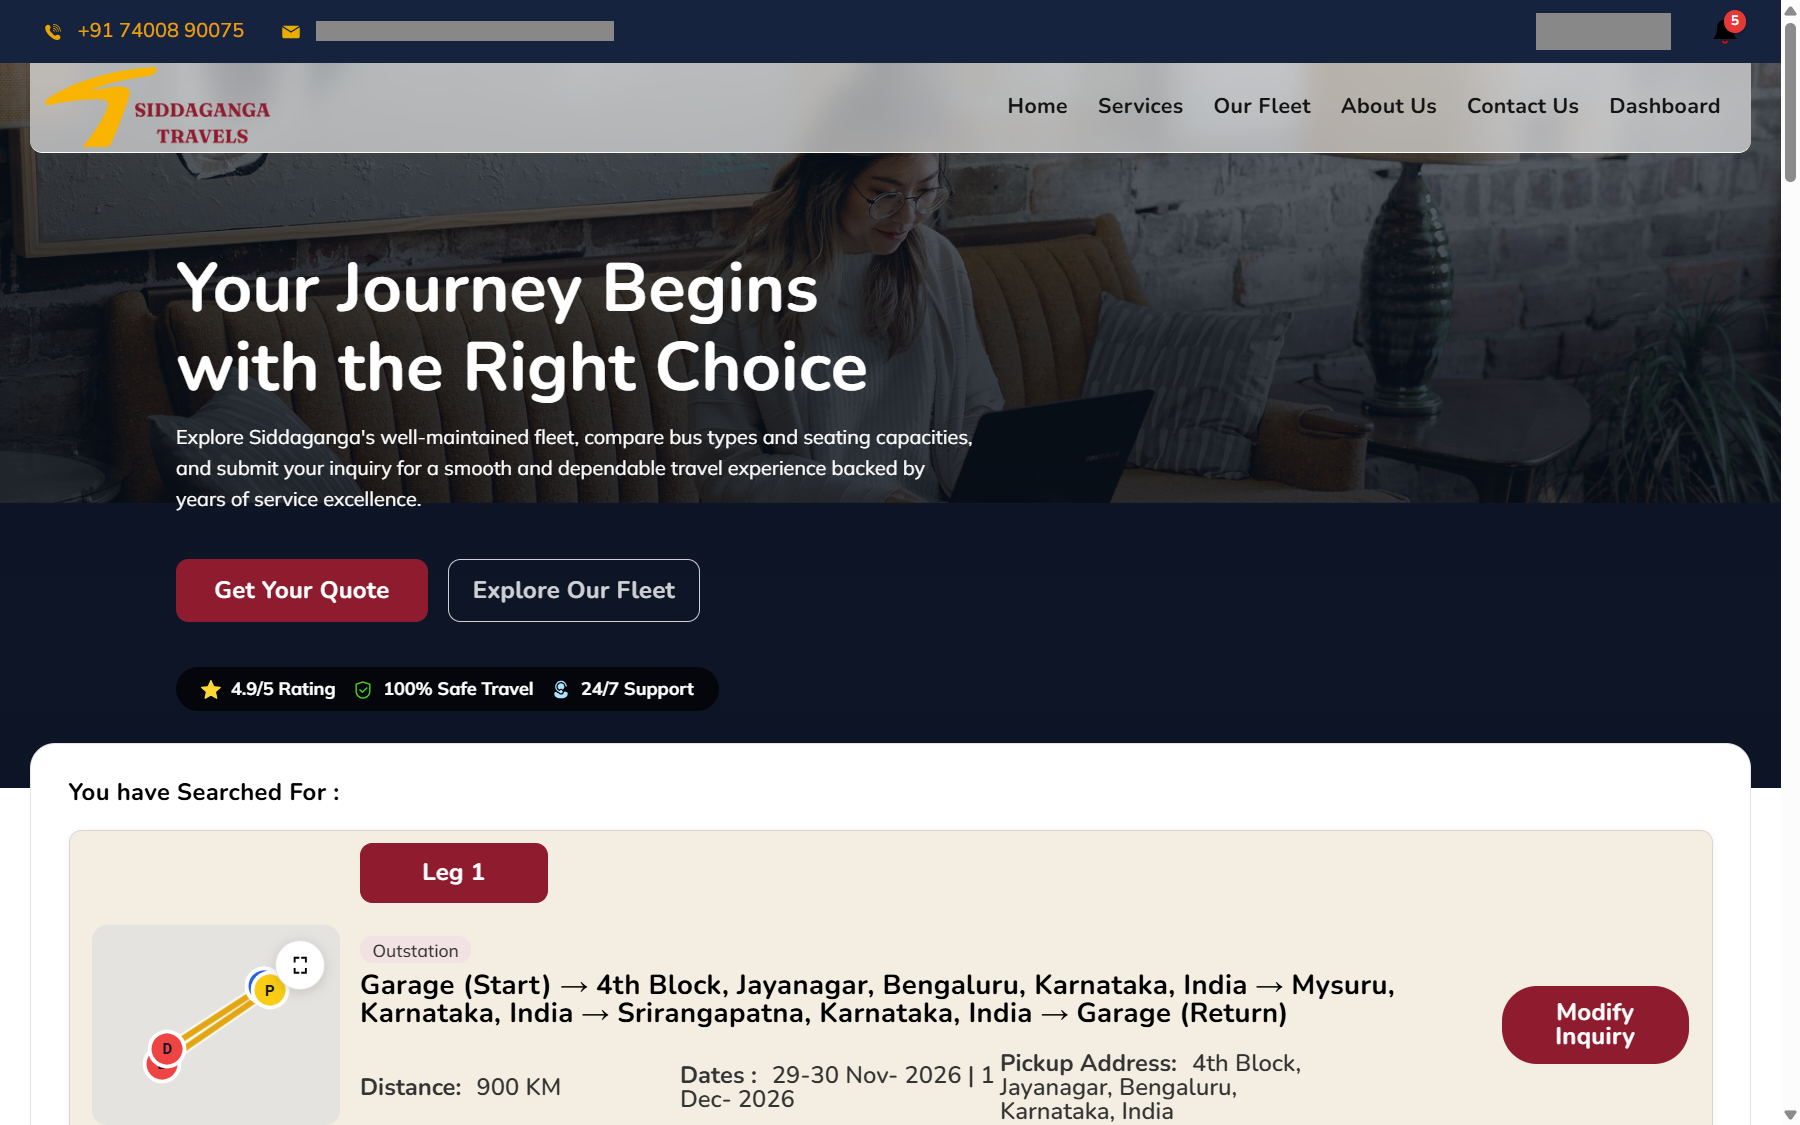 +91 74008 90075
5
SIDDAGANGA
TRAVELS
Home Services Our Fleet About Us Contact Us Dashboard
Your Journey Begins
with the Right Choice
Explore Siddaganga's well-maintained fleet, compare bus types and seating capacities,
and submit your inquiry for a smooth and dependable travel experience backed by
years of service excellence.
Get Your Quote Explore Our Fleet
4.9/5 Rating 100% Safe Travel 24/7 Support
You have Searched For :
Leg 1
Outstation
P
D
Garage (Start) → 4th Block, Jayanagar, Bengaluru, Karnataka, India → Mysuru,
Karnataka, India → Srirangapatna, Karnataka, India → Garage (Return)
Modify
Inquiry
Distance: 900 KM
Dates : 29-30 Nov- 2026 | 1
Dec- 2026
Pickup Address: 4th Block,
Jayanagar, Bengaluru,
Karnataka, India